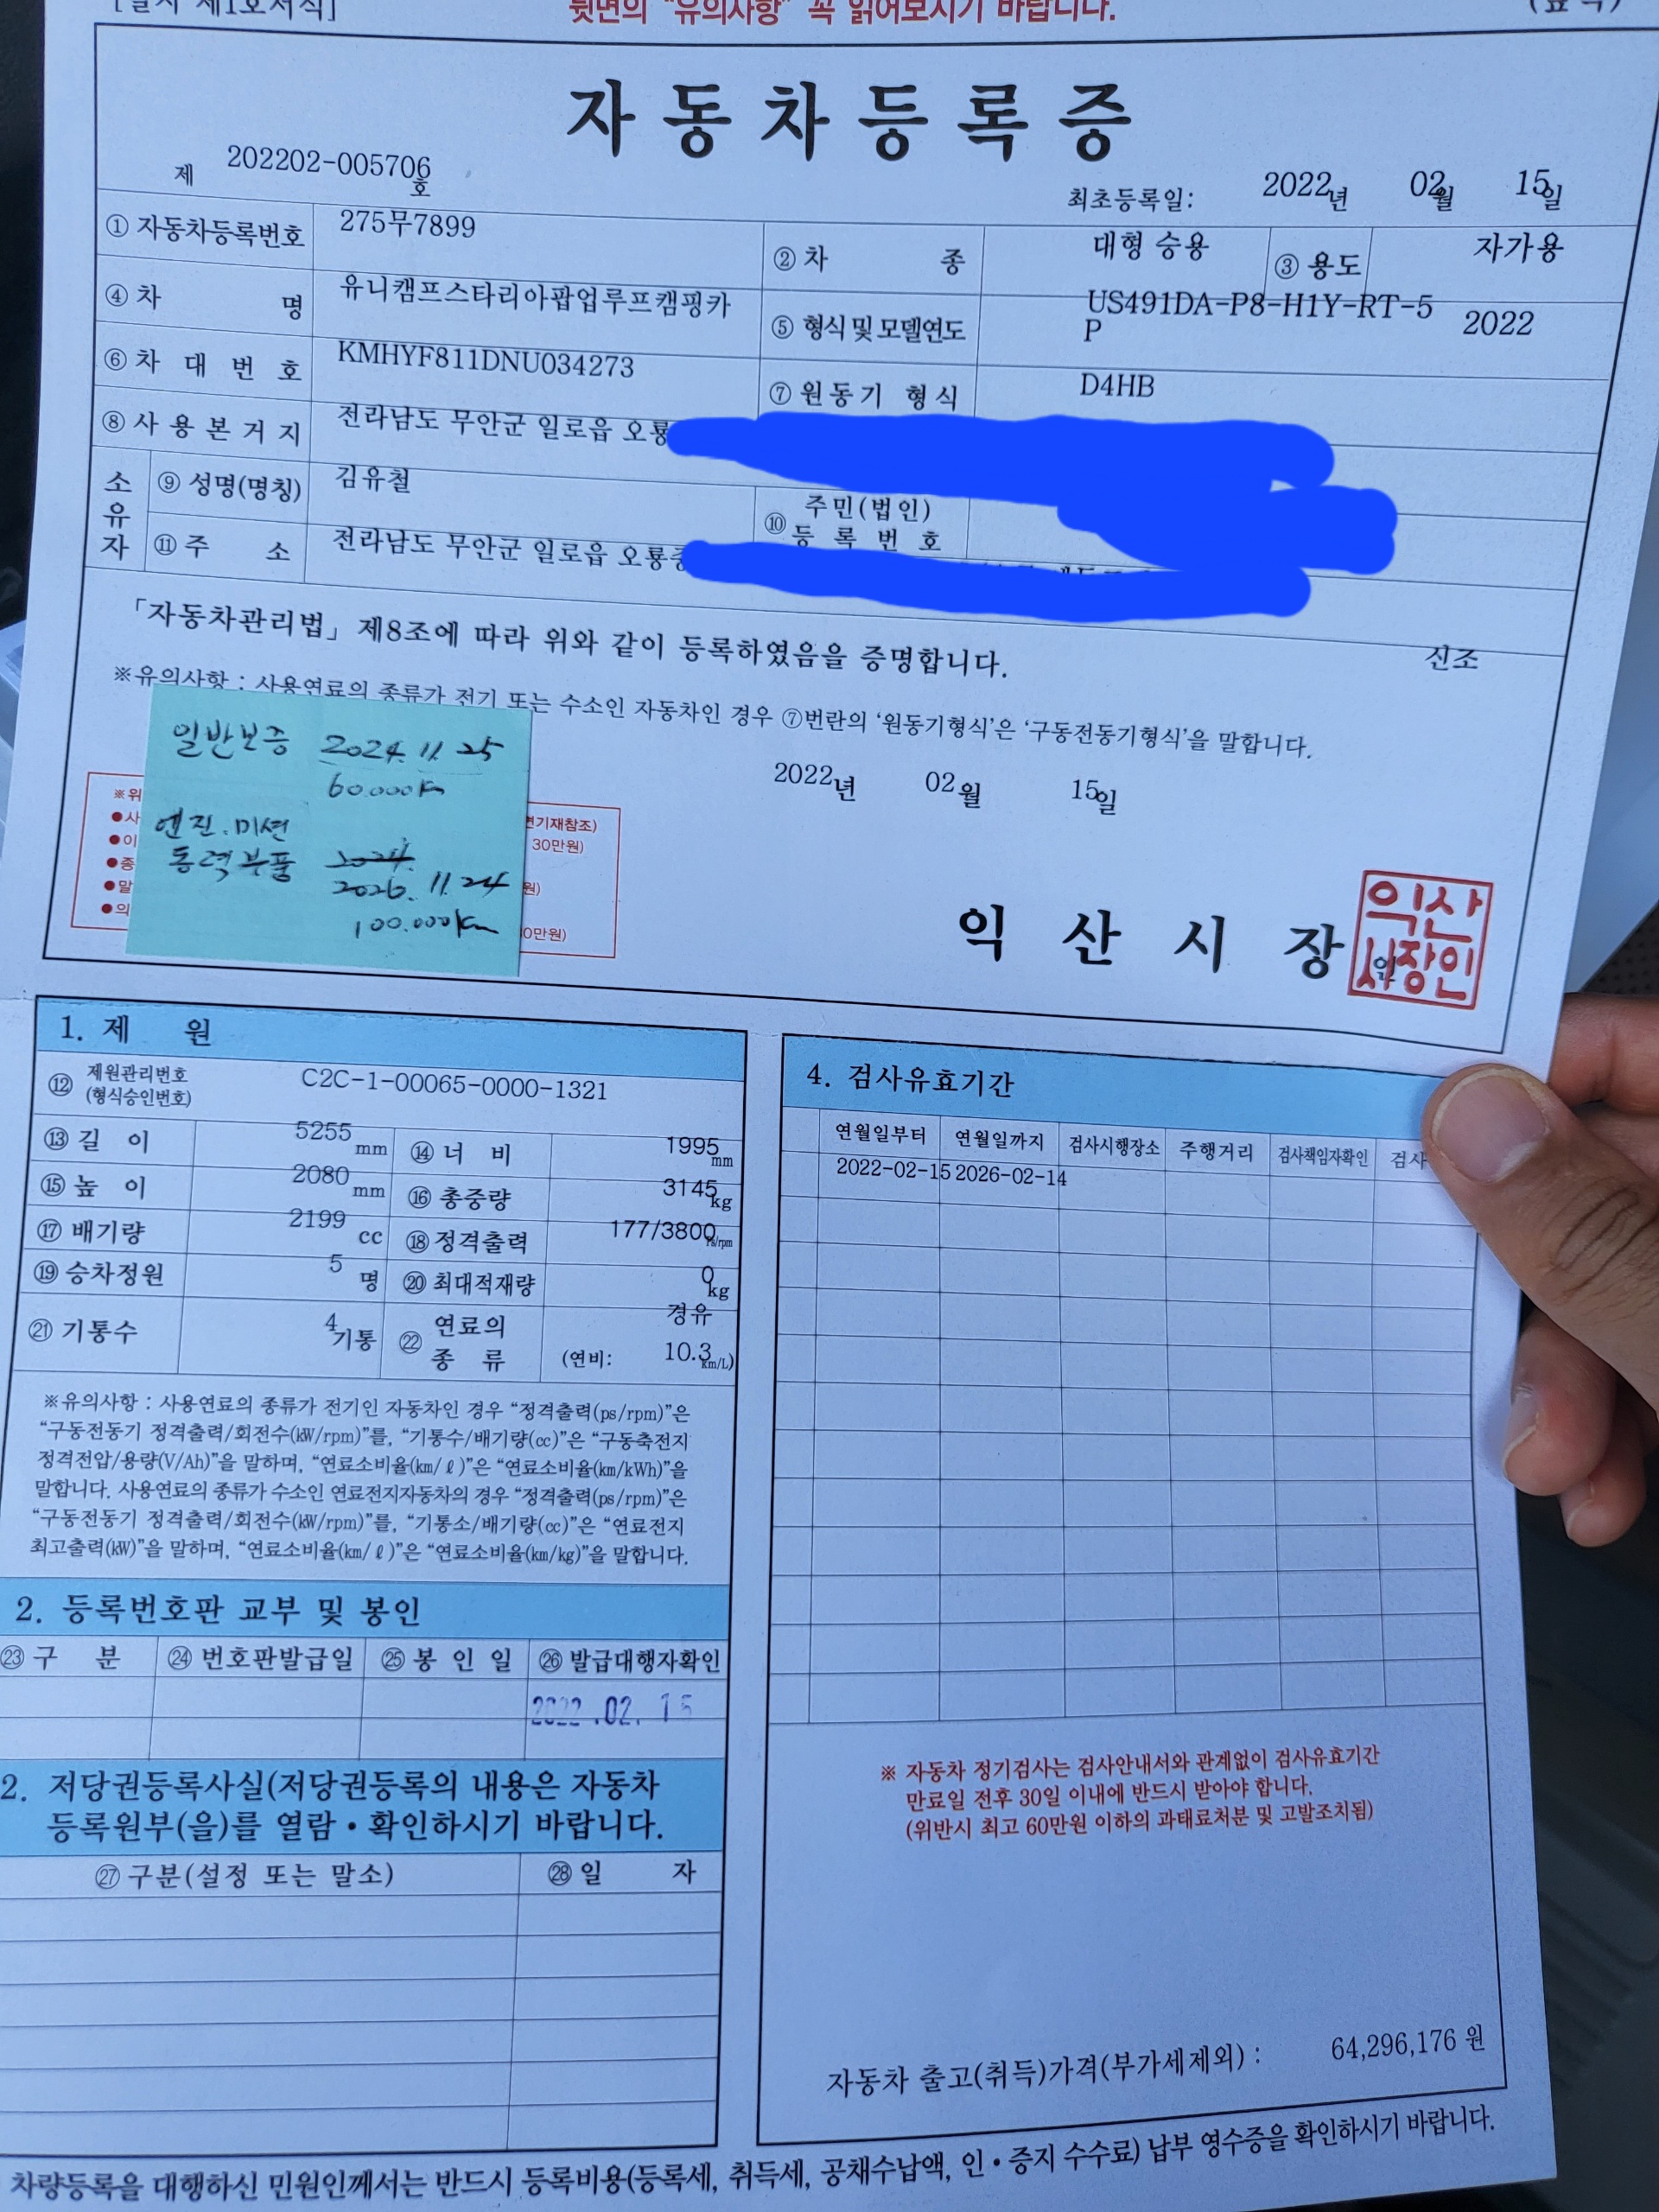 뒷면의 "유의사항" 꼭 읽어보시기 바랍니다.
자동차등록증
제 202202-005706호
최초등록일: 2022년 02월 15일
① 자동차등록번호 275무7899 ② 차 종 대형 승용 ③ 용도 자가용
④ 차 명 유니캠프스타리아팝업루프캠핑카 ⑤ 형식 및 모델연도 US491DA-P8-H1Y-RT-5P 2022
⑥ 차 대 번 호 KMHYF811DNU034273 ⑦ 원동기 형식 D4HB
⑧ 사 용 본 거 지 전라남도 무안군 일로읍 오룡
소유자 ⑨ 성명(명칭) 김유철 ⑩ 주민(법인)등록번호
⑪ 주 소 전라남도 무안군 일로읍 오룡
「자동차관리법」 제8조에 따라 위와 같이 등록하였음을 증명합니다.
신조
※유의사항 : 사용연료의 종류가 전기 또는 수소인 자동차인 경우 ⑦번란의 '원동기형식'은 '구동전동기형식'을 말합니다.
일반보증 2024. 11. 25
60.000km
엔진.미션
동력부품 2024.
2026. 11. 24
100.000km
※위
●사
●이
●종
●말
●의
변기재참조)
30만원)
원)
0만원)
2022년 02월 15일
익 산 시 장
익산시장인
1. 제 원
⑫ 제원관리번호 (형식승인번호) C2C-1-00065-0000-1321
⑬ 길 이 5255 mm ⑭ 너 비 1995 mm
⑮ 높 이 2080 mm ⑯ 총중량 3145 kg
⑰ 배기량 2199 cc ⑱ 정격출력 177/3800 Ps/rpm
⑲ 승차정원 5 명 ⑳ 최대적재량 0 kg
㉑ 기통수 4 기통 ㉒ 연료의 종 류 경유 (연비: 10.3 km/L)
※유의사항 : 사용연료의 종류가 전기인 자동차인 경우 "정격출력(ps/rpm)"은
"구동전동기 정격출력/회전수(kW/rpm)"를, "기통수/배기량(cc)"은 "구동축전지
정격전압/용량(V/Ah)"을 말하며, "연료소비율(km/ℓ)"은 "연료소비율(km/kWh)"을
말합니다. 사용연료의 종류가 수소인 연료전지자동차의 경우 "정격출력(ps/rpm)"은
"구동전동기 정격출력/회전수(kW/rpm)"를, "기통소/배기량(cc)"은 "연료전지
최고출력(kW)"을 말하며, "연료소비율(km/ℓ)"은 "연료소비율(km/kg)"을 말합니다.
2. 등록번호판 교부 및 봉인
㉓ 구 분 ㉔ 번호판발급일 ㉕ 봉 인 일 ㉖ 발급대행자확인
2022.02.15
2. 저당권등록사실(저당권등록의 내용은 자동차
등록원부(을)를 열람·확인하시기 바랍니다.
㉗ 구분(설정 또는 말소) ㉘ 일 자
4. 검사유효기간
연월일부터 연월일까지 검사시행장소 주행거리 검사책임자확인 검사
2022-02-15 2026-02-14
※ 자동차 정기검사는 검사안내서와 관계없이 검사유효기간
만료일 전후 30일 이내에 반드시 받아야 합니다.
(위반시 최고 60만원 이하의 과태료처분 및 고발조치됨)
자동차 출고(취득)가격(부가세제외) : 64,296,176 원
차량등록을 대행하신 민원인께서는 반드시 등록비용(등록세, 취득세, 공채수납액, 인·증지 수수료) 납부 영수증을 확인하시기 바랍니다.